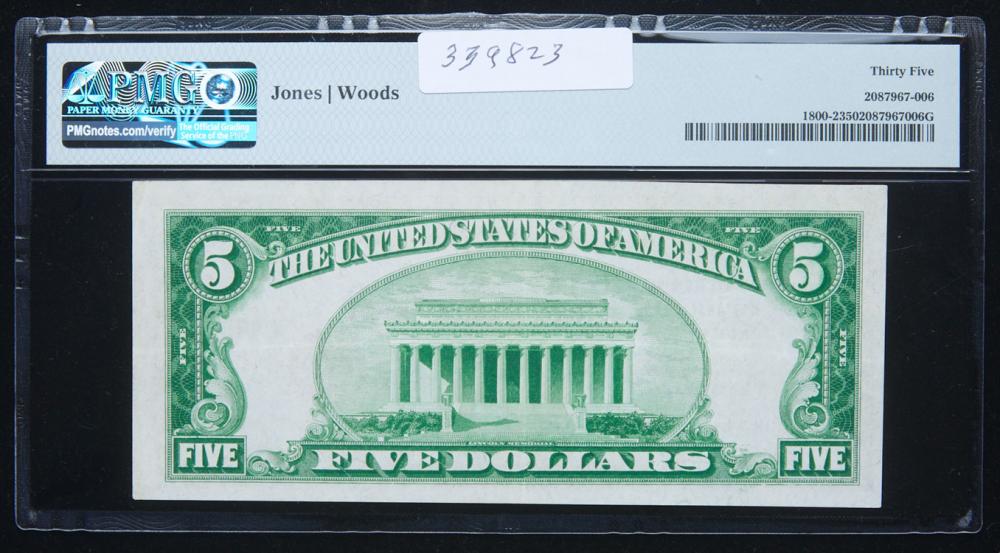 339823
PMG
PAPER MONEY GUARANTY
PMGnotes.com/verify
The Official Grading
Service of the PNG
Jones | Woods
Thirty Five
2087967-006
1800-23502087967006G
FIVE FIVE
5 THE UNITED STATES OF AMERICA 5
FIVE FIVE
LINCOLN MEMORIAL
FIVE FIVE DOLLARS FIVE